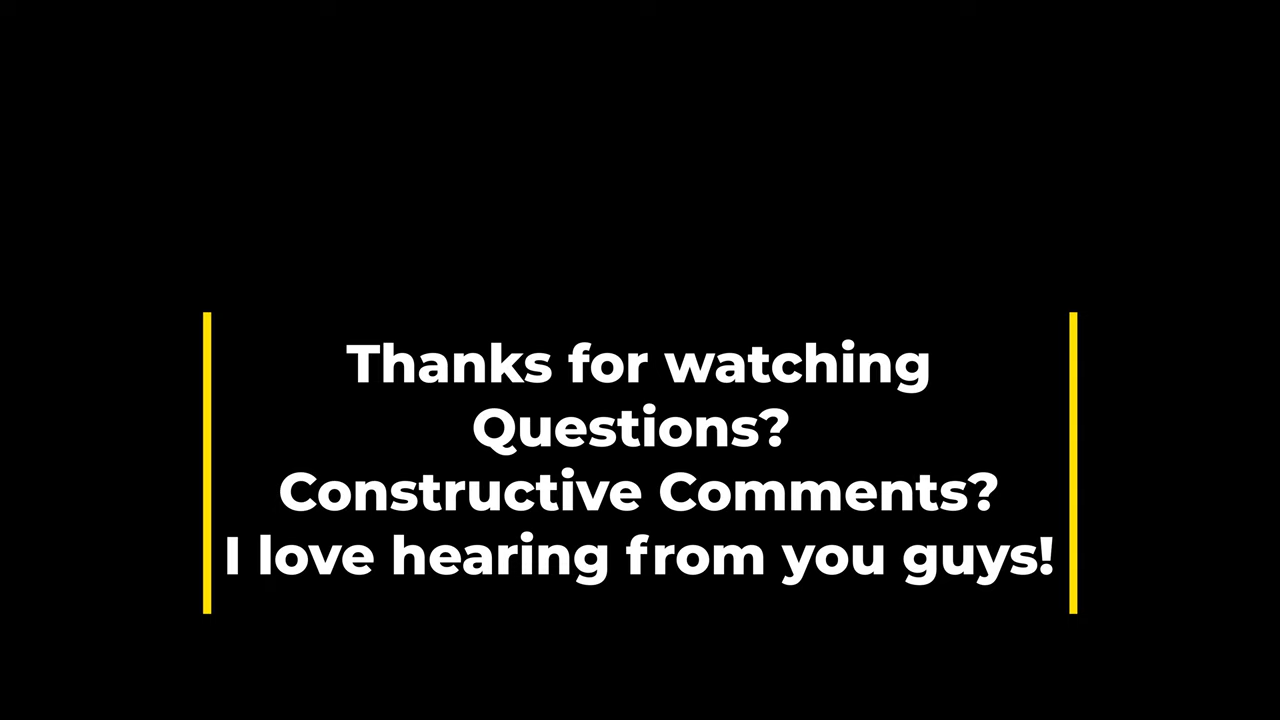 Thanks for watching
Questions?
Constructive Comments?
I love hearing from you guys!